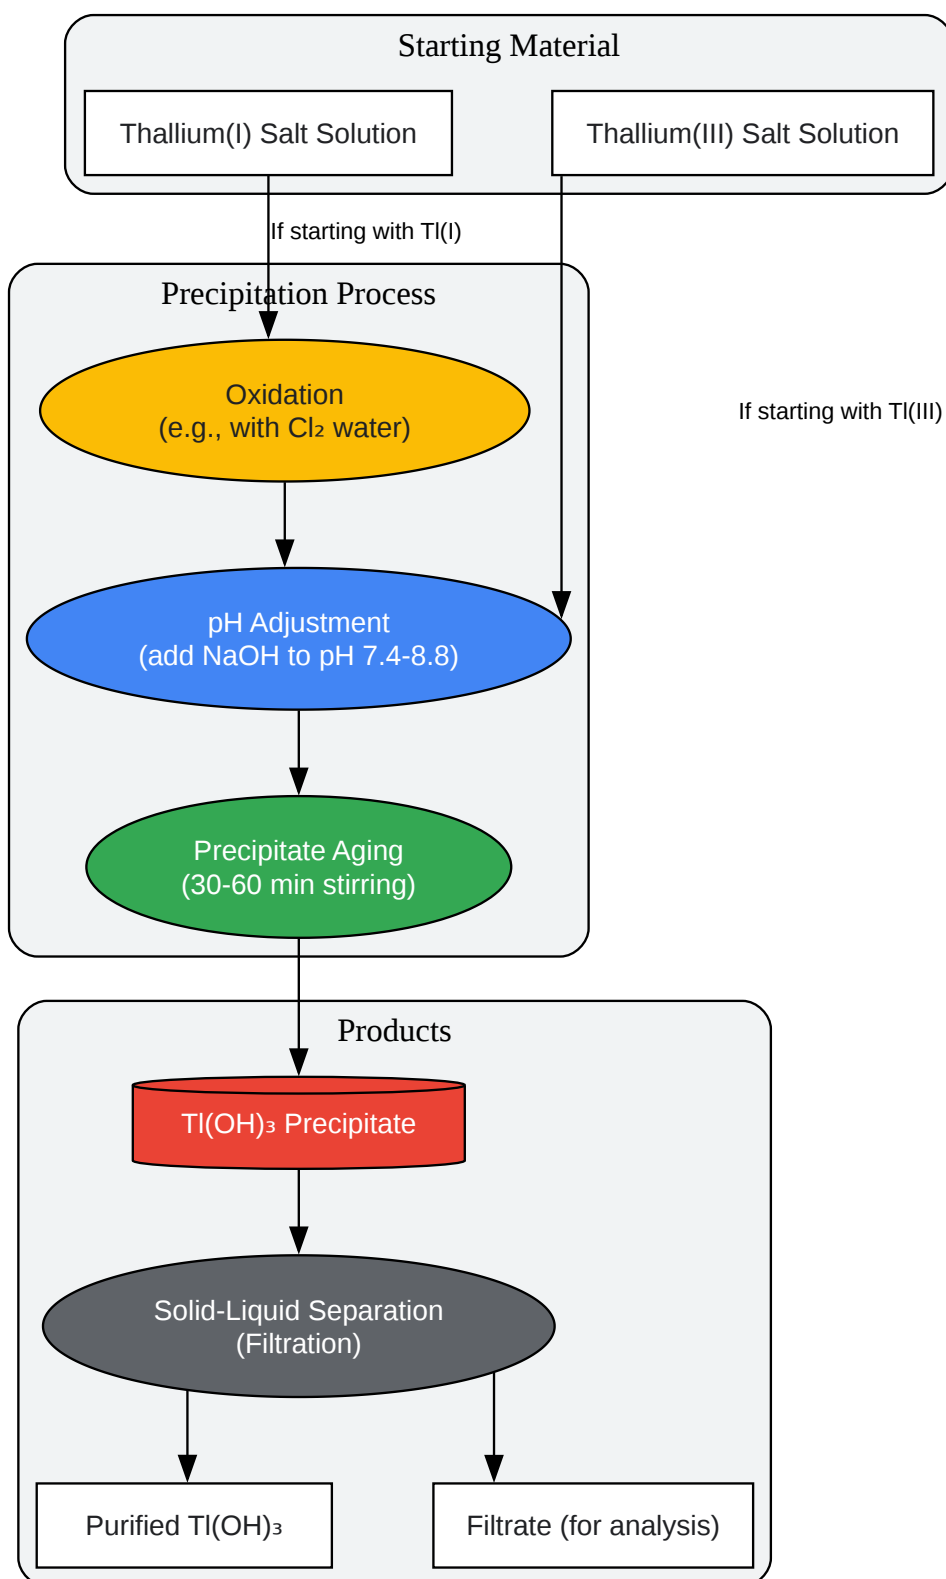 Starting Material
Thallium(I) Salt Solution
Thallium(III) Salt Solution
If starting with Tl(I)
Precipitation Process
Oxidation
(e.g., with Cl₂ water)
If starting with Tl(III)
pH Adjustment
(add NaOH to pH 7.4-8.8)
Precipitate Aging
(30-60 min stirring)
Products
Tl(OH)₃ Precipitate
Solid-Liquid Separation
(Filtration)
Purified Tl(OH)₃
Filtrate (for analysis)